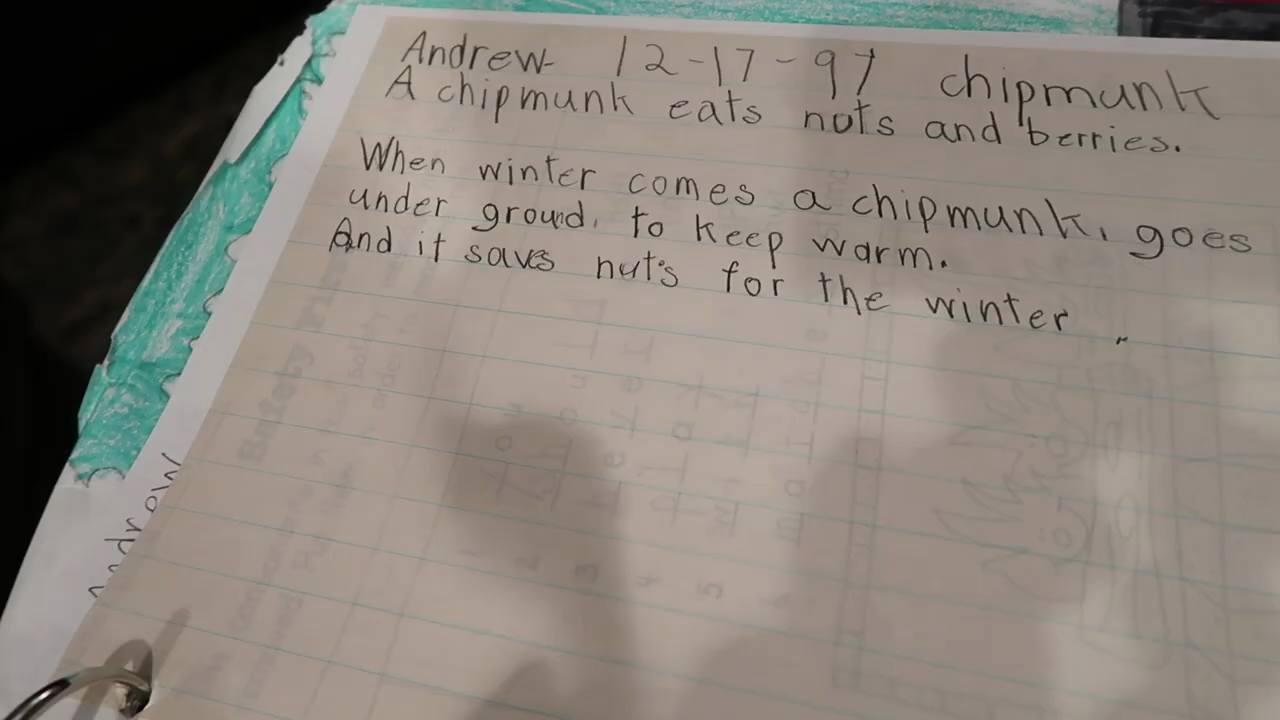 Andrew- 12-17-97 chipmunk
A chipmunk eats nuts and berries.
When winter comes a chipmunk, goes
under ground, to keep warm.
And it saves nut's for the winter.
Andrew